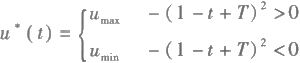 u*(t) = { u_max  -(1-t+T)^2 > 0
u_min  -(1-t+T)^2 < 0